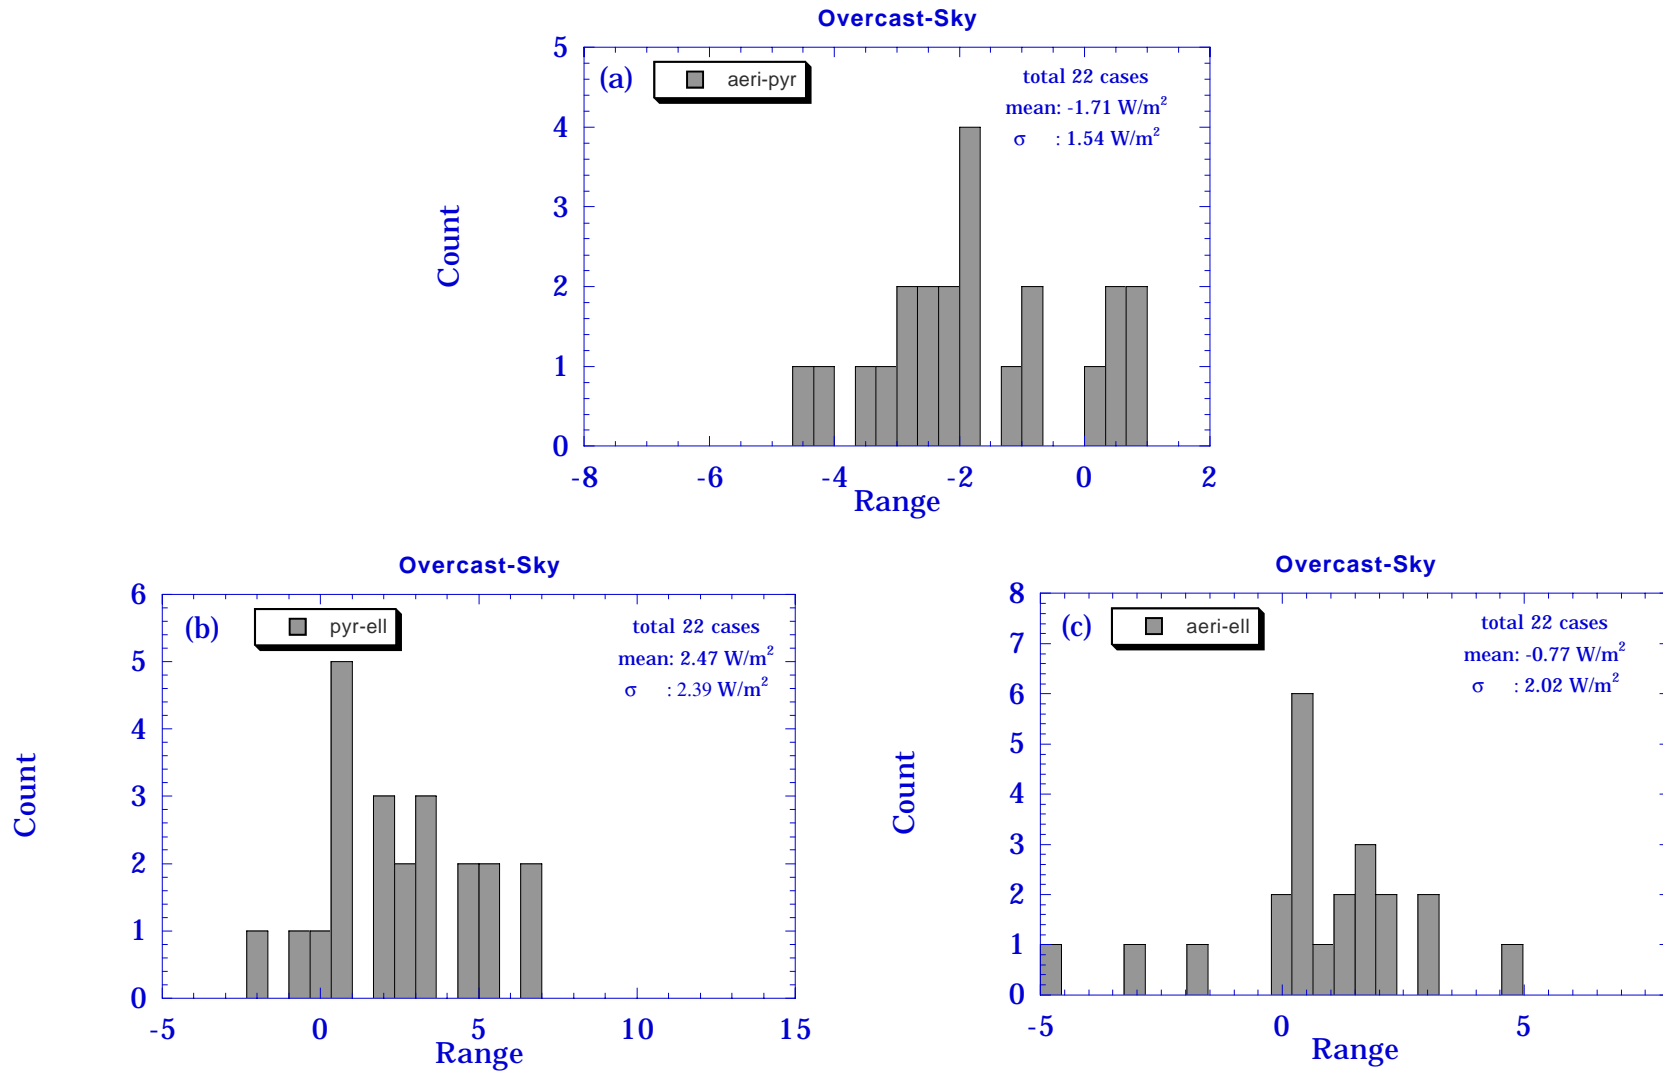 Overcast-Sky
(a)
aeri-pyr
total 22 cases
mean: -1.71 W/m²
σ : 1.54 W/m²
5
4
3
2
1
0
Count
-8 -6 -4 -2 0 2
Range
Overcast-Sky
(b)
pyr-ell
total 22 cases
mean: 2.47 W/m²
σ : 2.39 W/m²
6
5
4
3
2
1
0
Count
-5 0 5 10 15
Range
Overcast-Sky
(c)
aeri-ell
total 22 cases
mean: -0.77 W/m²
σ : 2.02 W/m²
8
7
6
5
4
3
2
1
0
Count
-5 0 5
Range